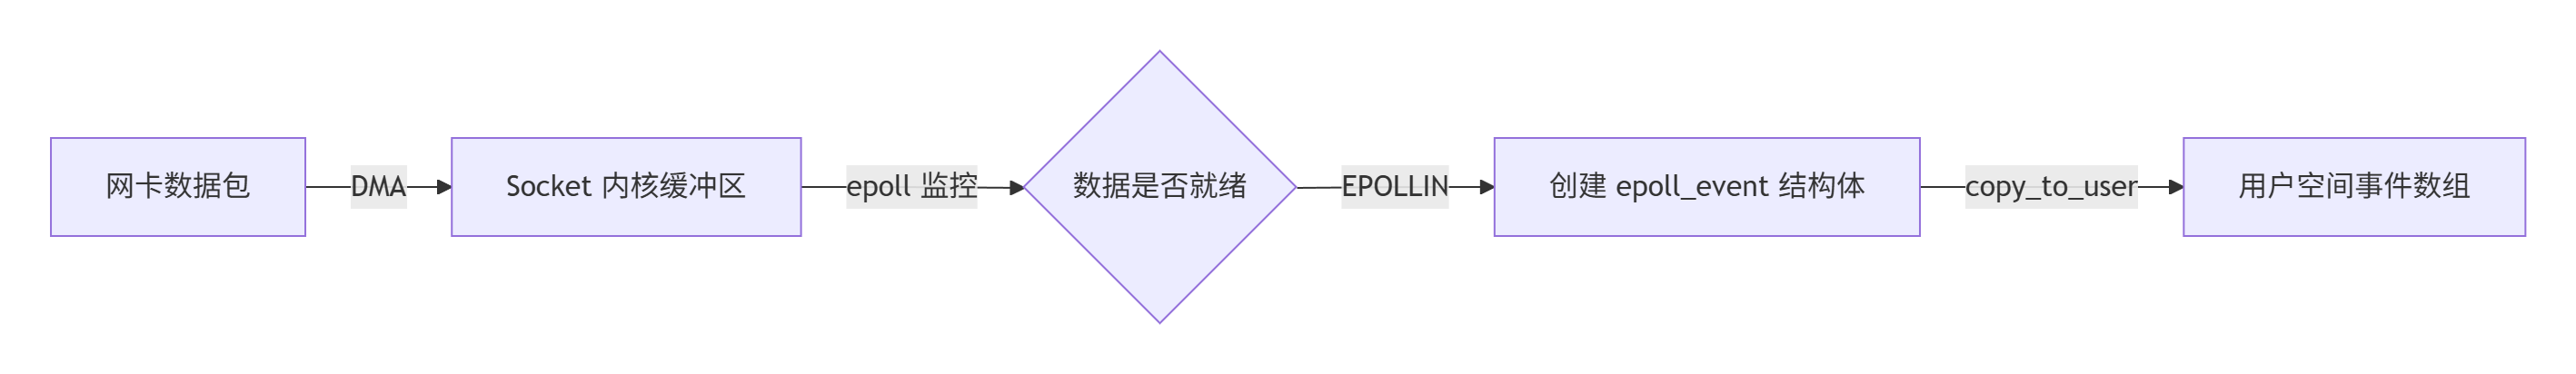 网卡数据包
DMA
Socket 内核缓冲区
epoll 监控
数据是否就绪
EPOLLIN
创建 epoll_event 结构体
copy_to_user
用户空间事件数组